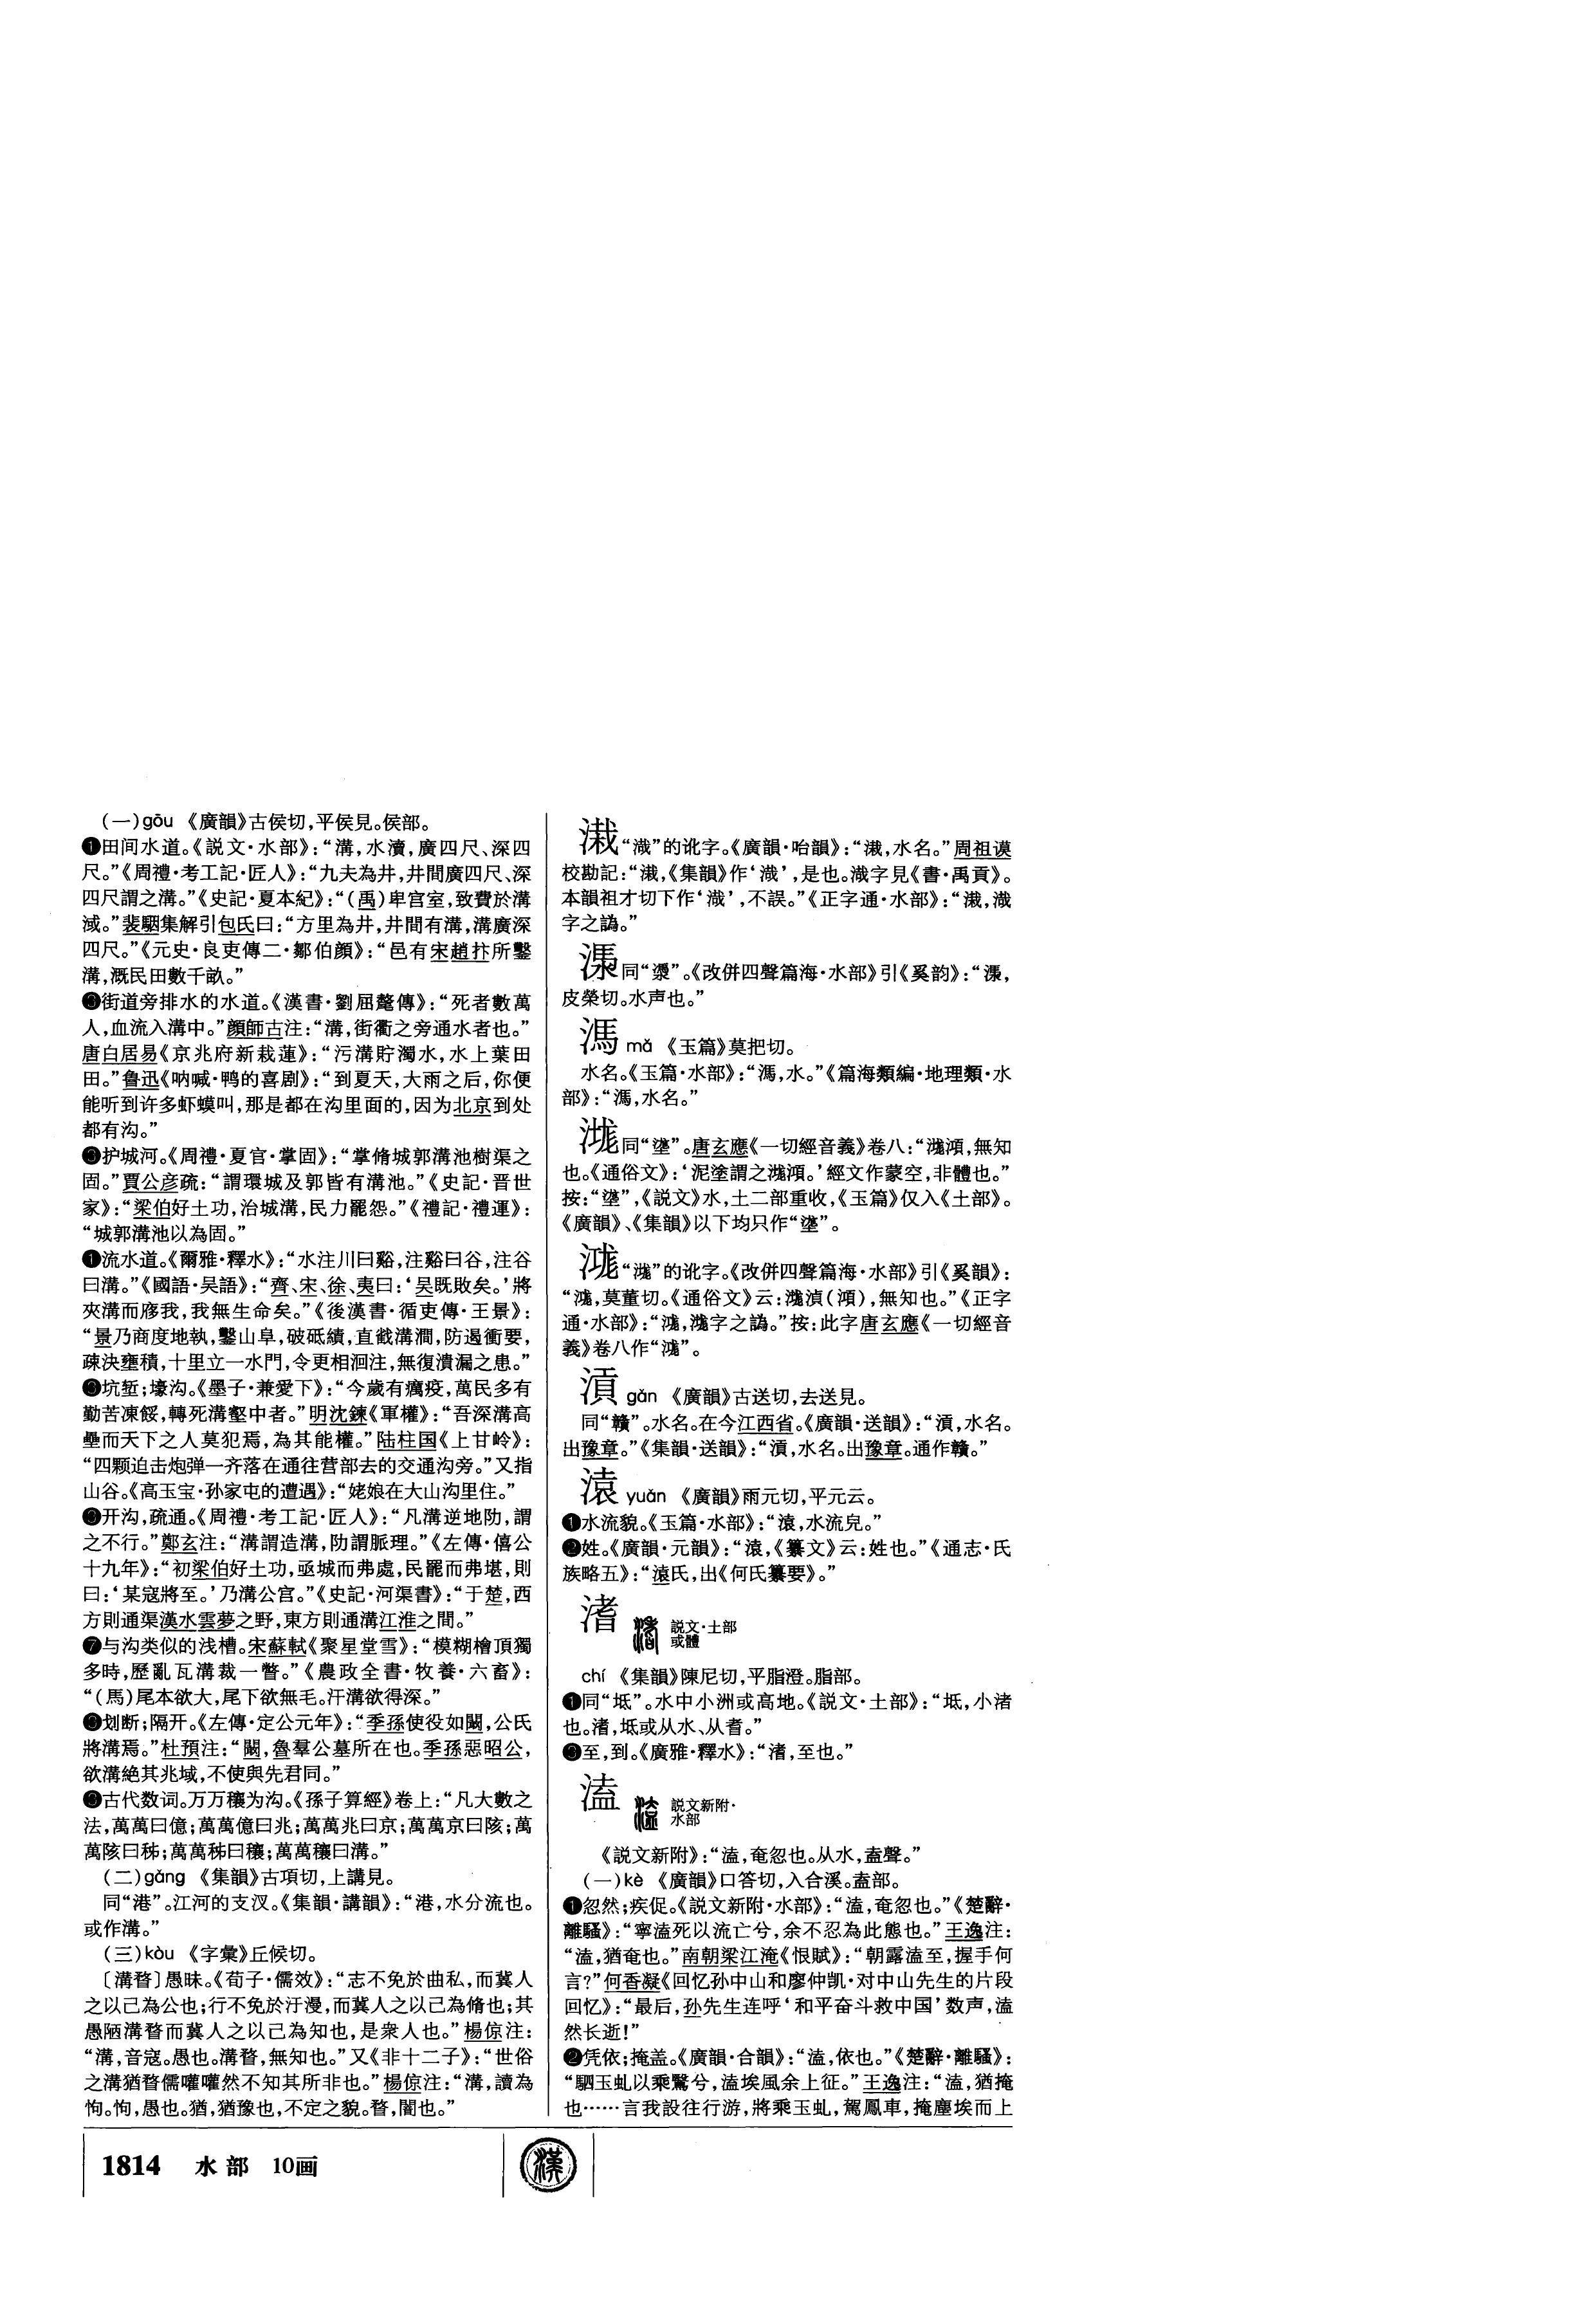 (一)gōu 《廣韻》古侯切，平侯見。侯部。
❶田间水道。《説文·水部》：“溝，水瀆，廣四尺、深四
尺。”《周禮·考工記·匠人》：“九夫為井，井間廣四尺、深
四尺謂之溝。”《史記·夏本紀》：“（禹）卑宫室，致費於溝
淢。”裴駰集解引包氏曰：“方里為井，井間有溝，溝廣深
四尺。”《元史·良吏傳二·鄒伯顔》：“邑有宋趙抃所鑿
溝，溉民田數千畝。”
街道旁排水的水道。《漢書·劉屈氂傳》：“死者數萬
人，血流入溝中。”顔師古注：“溝，街衢之旁通水者也。”
唐白居易《京兆府新栽蓮》：“污溝貯濁水，水上葉田
田。”鲁迅《呐喊·鸭的喜剧》：“到夏天，大雨之后，你便
能听到许多虾蟆叫，那是都在沟里面的，因为北京到处
都有沟。”
❸护城河。《周禮·夏官·掌固》：“掌脩城郭溝池樹渠之
固。”賈公彦疏：“謂環城及郭皆有溝池。”《史記·晋世
家》：“梁伯好土功，治城溝，民力罷怨。”《禮記·禮運》：
“城郭溝池以為固。”
流水道。《爾雅·釋水》：“水注川曰谿，注谿曰谷，注谷
曰溝。”《國語·吴語》：“齊、宋、徐、夷曰：‘吴既敗矣。’將
夾溝而㢋我，我無生命矣。”《後漢書·循吏傳·王景》：
“景乃商度地執，鑿山阜，破砥績，直截溝澗，防遏衝要，
疎決壅積，十里立一水門，令更相洄注，無復潰漏之患。”
坑堑；壕沟。《墨子·兼愛下》：“今歲有癘疫，萬民多有
勤苦凍餒，轉死溝壑中者。”明沈鍊《軍權》：“吾深溝高
壘而天下之人莫犯焉，為其能權。”陆柱国《上甘岭》：
“四颗迫击炮弹一齐落在通往营部去的交通沟旁。”又指
山谷。《高玉宝·孙家屯的遭遇》：“姥娘在大山沟里住。”
开沟，疏通。《周禮·考工記·匠人》：“凡溝逆地阞，謂
之不行。”鄭玄注：“溝謂造溝，阞謂脈理。”《左傳·僖公
十九年》：“初梁伯好土功，亟城而弗處，民罷而弗堪，則
曰：‘某寇將至。’乃溝公宫。”《史記·河渠書》：“于楚，西
方則通渠漢水雲夢之野，東方則通溝江淮之間。”
❼与沟类似的浅槽。宋蘇軾《聚星堂雪》：“模糊檜頂獨
多時，歷亂瓦溝裁一瞥。”《農政全書·牧養·六畜》：
“（馬）尾本欲大，尾下欲無毛。汗溝欲得深。”
划断；隔开。《左傳·定公元年》：“季孫使役如闞，公氏
將溝焉。”杜預注：“闞，魯羣公墓所在也。季孫惡昭公，
欲溝絶其兆域，不使與先君同。”
古代数词。万万穰为沟。《孫子算經》卷上：“凡大數之
法，萬萬曰億；萬萬億曰兆；萬萬兆曰京；萬萬京曰陔；萬
萬陔曰秭；萬萬秭曰穰；萬萬穰曰溝。”
(二)gǎng 《集韻》古項切，上講見。
同“港”。江河的支汊。《集韻·講韻》：“港，水分流也。
或作溝。”
(三)kòu 《字彙》丘候切。
〔溝瞀〕愚昧。《荀子·儒效》：“志不免於曲私，而冀人
之以己為公也；行不免於汙漫，而冀人之以己為脩也；其
愚陋溝瞀而冀人之以己為知也，是衆人也。”楊倞注：
“溝，音寇。愚也。溝瞀，無知也。”又《非十二子》：“世俗
之溝猶瞀儒嚾嚾然不知其所非也。”楊倞注：“溝，讀為
怐。怐，愚也。猶，猶豫也，不定之貌。瞀，闇也。”
“渽”的讹字。《廣韻·咍韻》：“溨，水名。”周祖谟
校勘記：“溨，《集韻》作‘渽’，是也。渽字見《書·禹貢》。
本韻祖才切下作‘渽’，不誤。”《正字通·水部》：“溨，渽
字之譌。”
同“”。《改併四聲篇海·水部》引《奚韵》：“，
皮榮切。水声也。”
溤 mǎ 《玉篇》莫把切。
水名。《玉篇·水部》：“溤，水。”《篇海類編·地理類·水
部》：“溤，水名。”
同“”。唐玄應《一切經音義》卷八：“澒，無知
也。《通俗文》：‘泥塗謂之澒。’經文作蒙空，非體也。”
按：“”，《説文》水，土二部重收，《玉篇》仅入《土部》。
《廣韻》、《集韻》以下均只作“”。
“”的讹字。《改併四聲篇海·水部》引《奚韻》：
“，莫董切。《通俗文》云：湞（澒），無知也。”《正字
通·水部》：“，字之譌。”按：此字唐玄應《一切經音
義》卷八作“”。
湏 gǎn 《廣韻》古送切，去送見。
同“贛”。水名。在今江西省。《廣韻·送韻》：“，水名。
出豫章。”《集韻·送韻》：“，水名。出豫章。通作贛。”
溒 yuǎn 《廣韻》雨元切，平元云。
❶水流貌。《玉篇·水部》：“溒，水流皃。”
❷姓。《廣韻·元韻》：“溒，《纂文》云：姓也。”《通志·氏
族略五》：“溒氏，出《何氏纂要》。”
渚 説文·土部
或體
chí 《集韻》陳尼切，平脂澄。脂部。
❶同“坻”。水中小洲或高地。《説文·土部》：“坻，小渚
也。，坻或从水、从耆。”
至，到。《廣雅·釋水》：“，至也。”
溘 説文新附·
水部
《説文新附》：“溘，奄忽也。从水，盍聲。”
(一)kè 《廣韻》口答切，入合溪。盍部。
❶忽然；疾促。《説文新附·水部》：“溘，奄忽也。”《楚辭·
離騷》：“寧溘死以流亡兮，余不忍為此態也。”王逸注：
“溘，猶奄也。”南朝梁江淹《恨賦》：“朝露溘至，握手何
言?”何香凝《回忆孙中山和廖仲凯·对中山先生的片段
回忆》：“最后，孙先生连呼‘和平奋斗救中国’数声，溘
然长逝！”
❷凭依；掩盖。《廣韻·合韻》：“溘，依也。”《楚辭·離騷》：
“駟玉虬以乘鷖兮，溘埃風余上征。”王逸注：“溘，猶掩
也……言我設往行游，將乘玉虬，駕鳳車，掩塵埃而上
1814 水部 10画
漢